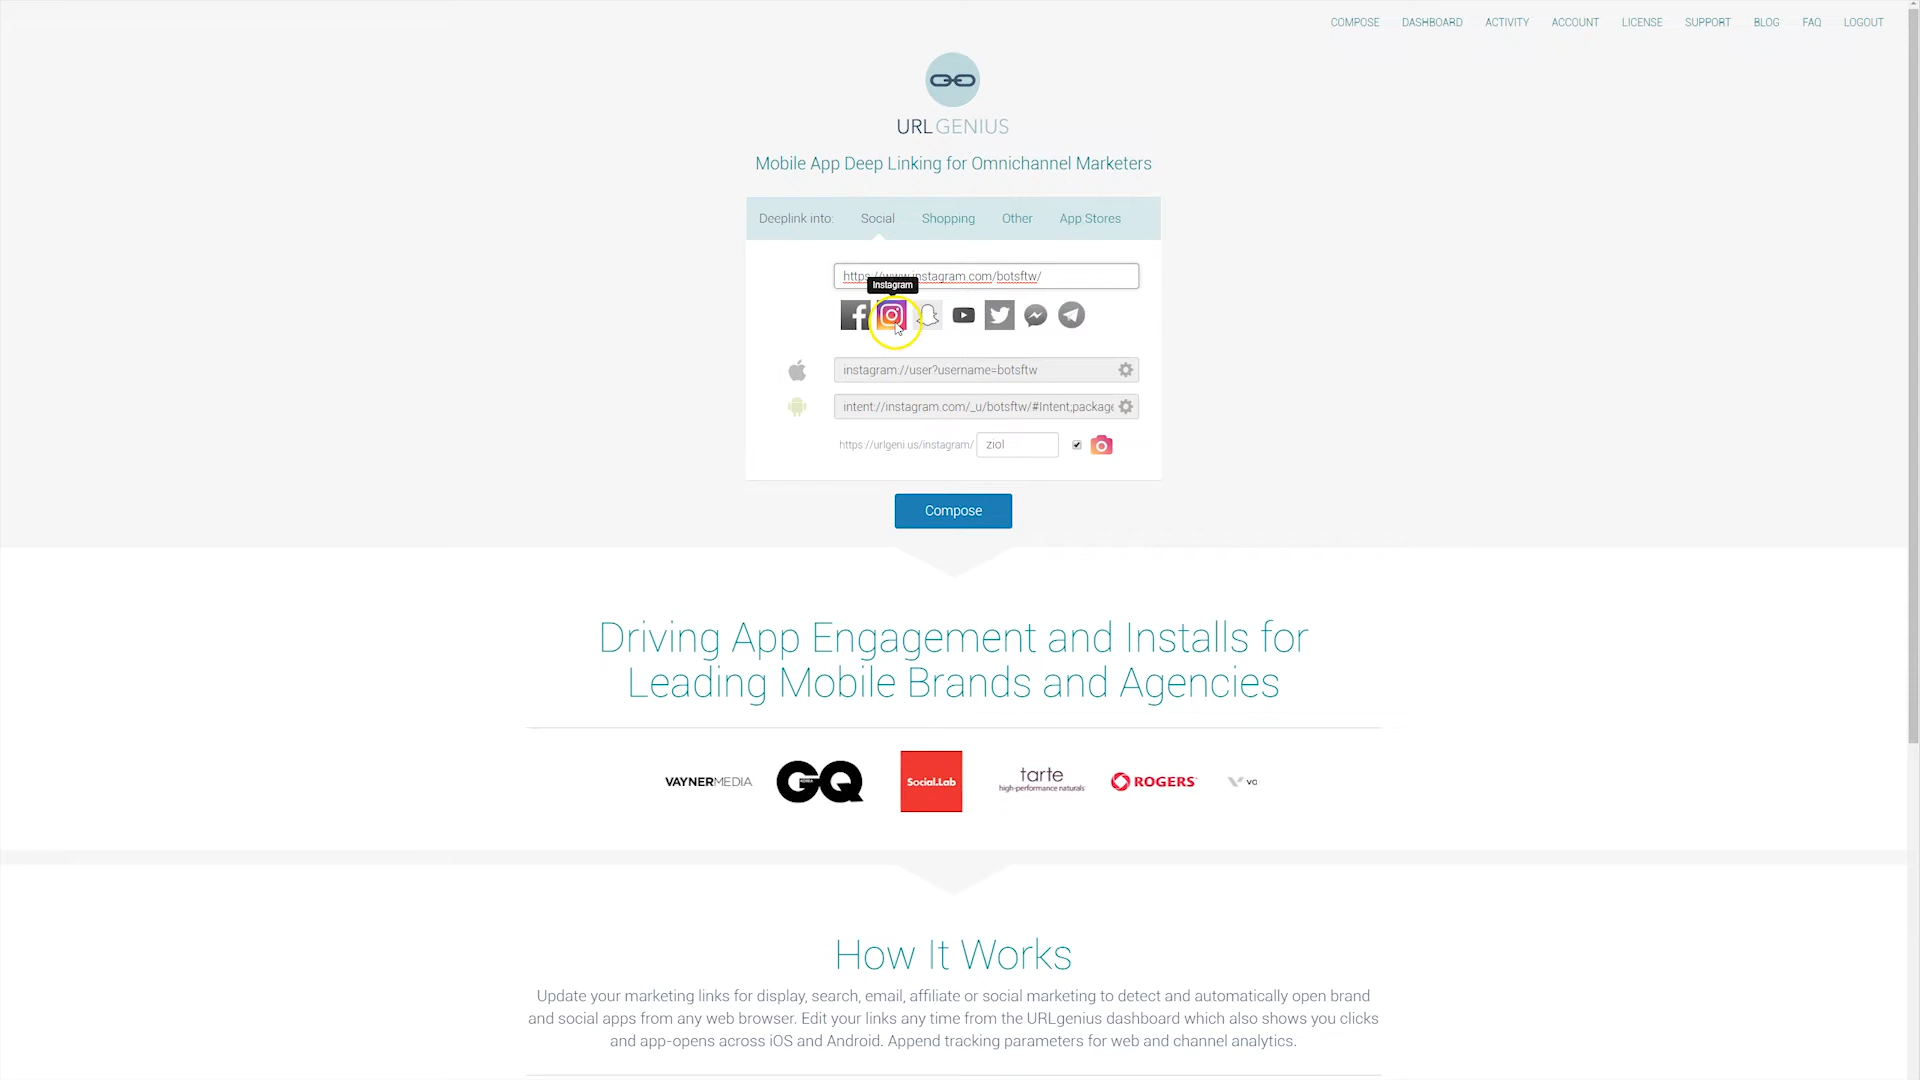 COMPOSE DASHBOARD ACTIVITY ACCOUNT LICENSE SUPPORT BLOG FAQ LOGOUT
URLGENIUS
Mobile App Deep Linking for Omnichannel Marketers
Deeplink into: Social Shopping Other App Stores
https://www.instagram.com/botsftw/
Instagram
instagram://user?username=botsftw
intent://instagram.com/_u/botsftw/#Intent;package
https://urlgeni.us/instagram/ ziol
Compose
Driving App Engagement and Installs for
Leading Mobile Brands and Agencies
VAYNERMEDIA GQ Social.Lab tarte ROGERS VC
high-performance naturals
How It Works
Update your marketing links for display, search, email, affiliate or social marketing to detect and automatically open brand
and social apps from any web browser. Edit your links any time from the URLgenius dashboard which also shows you clicks
and app-opens across iOS and Android. Append tracking parameters for web and channel analytics.